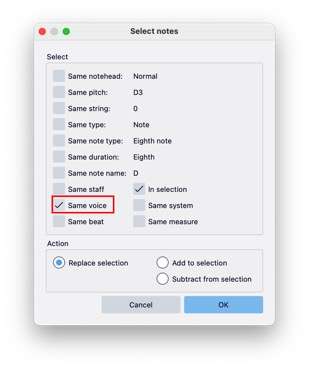 Select notes
Select
Same notehead: Normal
Same pitch: D3
Same string: 0
Same type: Note
Same note type: Eighth note
Same duration: Eighth
Same note name: D
Same staff In selection
Same voice Same system
Same beat Same measure
Action
Replace selection Add to selection
Subtract from selection
Cancel OK